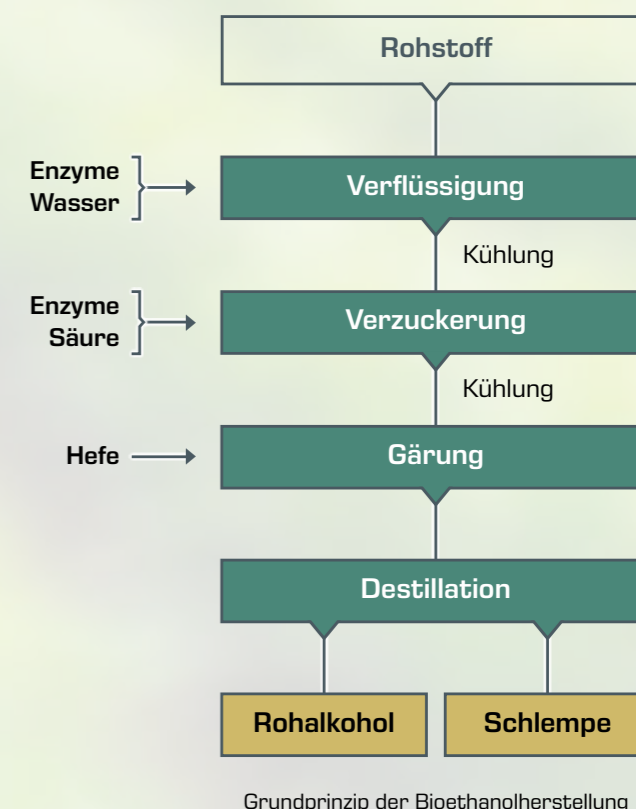 Rohstoff
Enzyme
Wasser
Verflüssigung
Kühlung
Enzyme
Säure
Verzuckerung
Kühlung
Hefe
Gärung
Destillation
Rohalkohol
Schlempe
Grundprinzip der Bioethanolherstellung